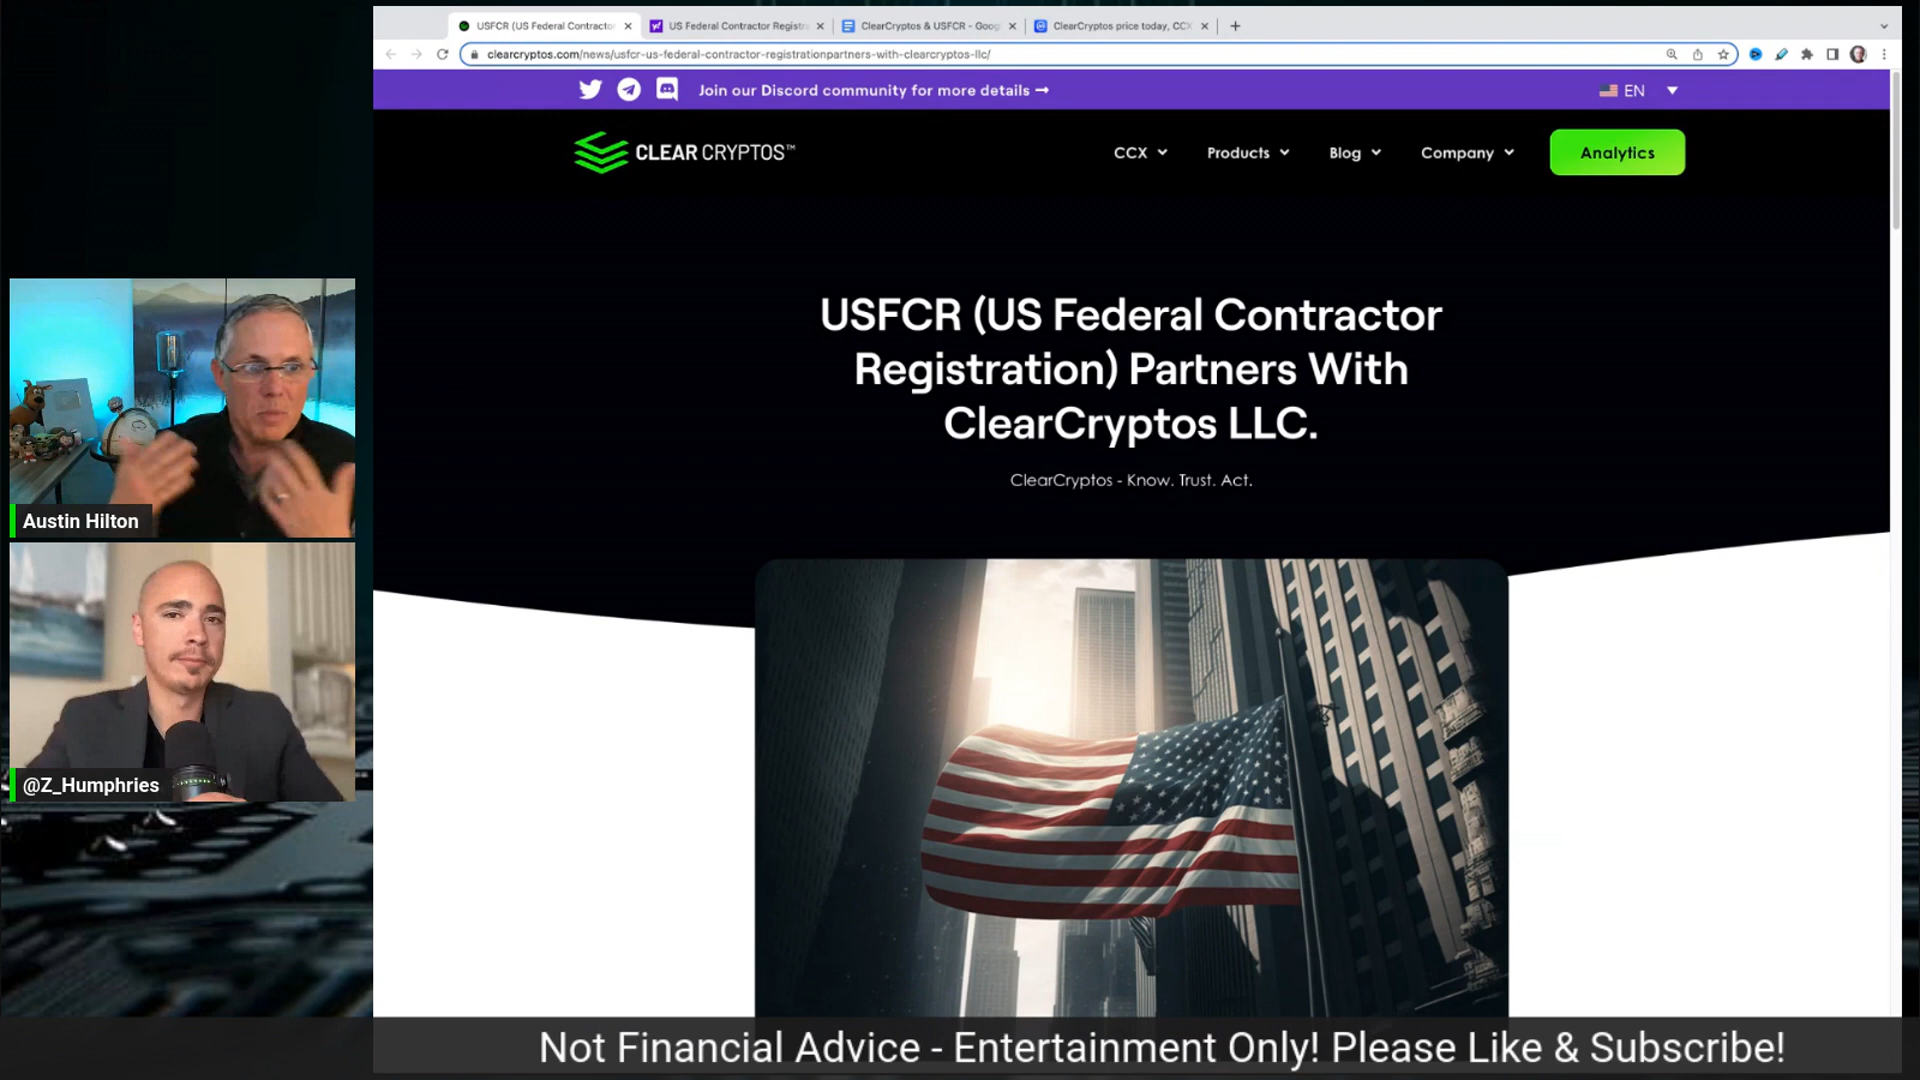 USFCR (US Federal Contractor
US Federal Contractor Registra
ClearCryptos & USFCR - Goog
ClearCryptos price today, CCX
clearcryptos.com/news/usfcr-us-federal-contractor-registrationpartners-with-clearcryptos-llc/
Join our Discord community for more details →
EN
CLEAR CRYPTOS™
CCX
Products
Blog
Company
Analytics
USFCR (US Federal Contractor
Registration) Partners With
ClearCryptos LLC.
ClearCryptos - Know. Trust. Act.
Austin Hilton
@Z_Humphries
Not Financial Advice - Entertainment Only! Please Like & Subscribe!